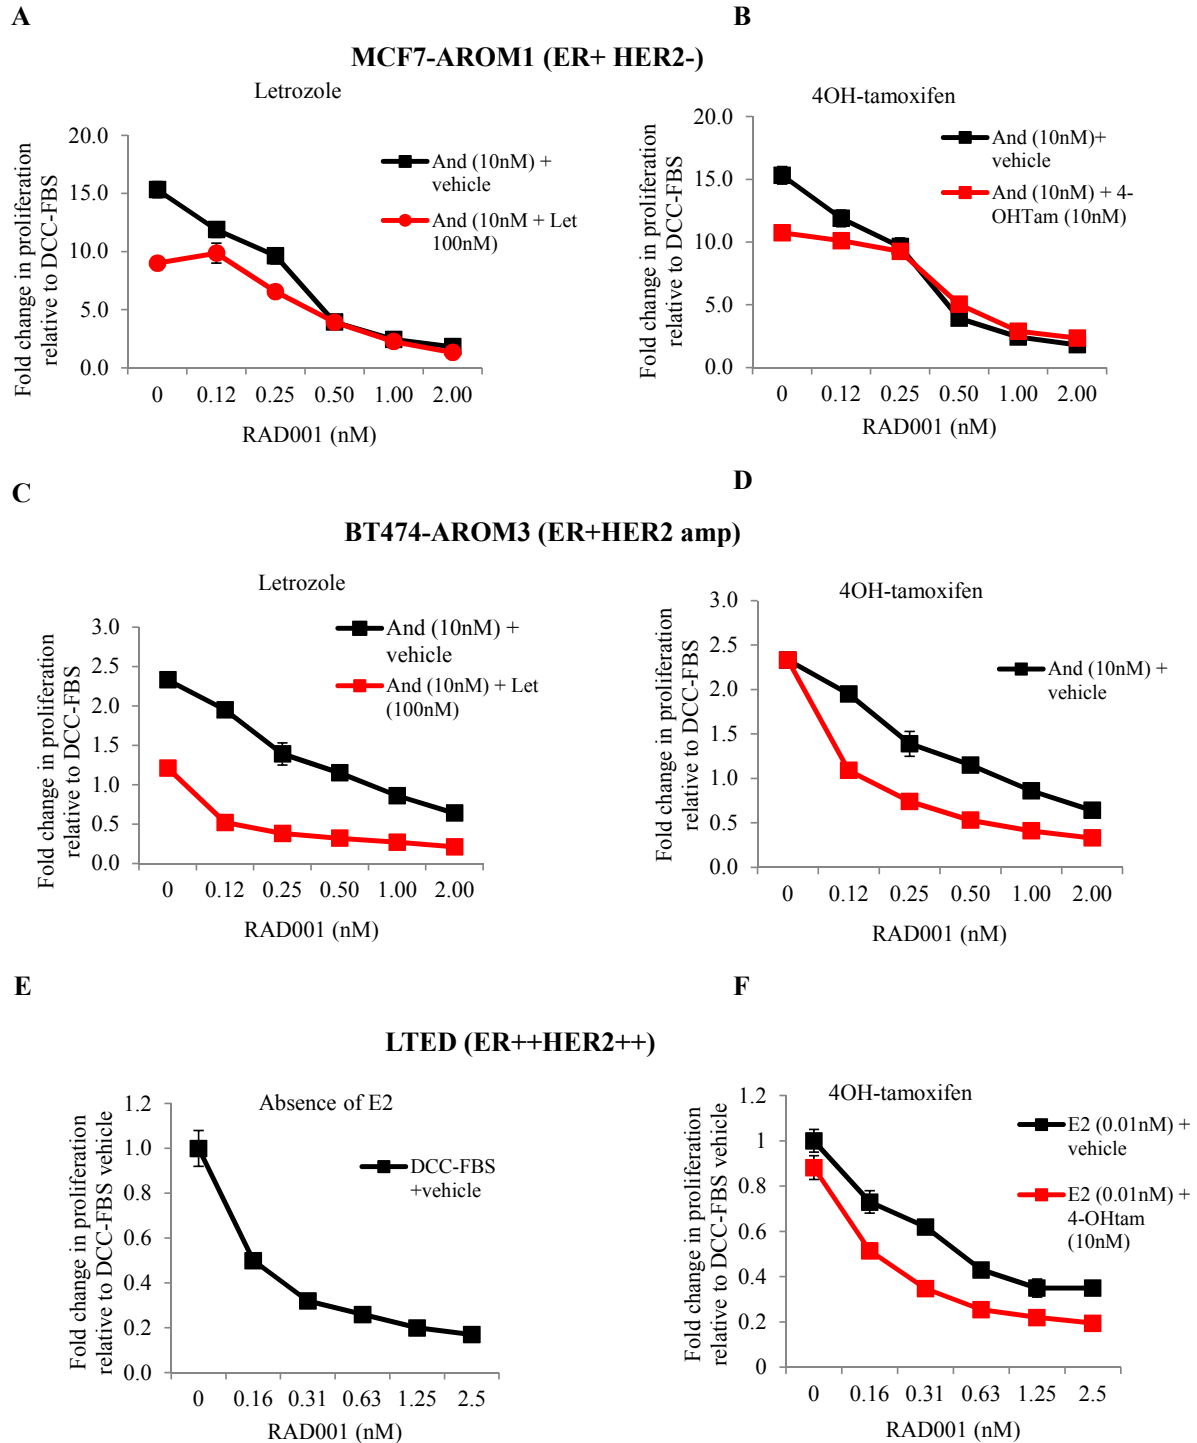 A
B
MCF7-AROM1 (ER+ HER2-)
Letrozole
Fold change in proliferation
relative to DCC-FBS
20.0
15.0
10.0
5.0
0.0
And (10nM) +
vehicle
And (10nM + Let
100nM)
0 0.12 0.25 0.50 1.00 2.00
RAD001 (nM)
4OH-tamoxifen
Fold change in proliferation
relative to DCC-FBS
20.0
15.0
10.0
5.0
0.0
And (10nM)+
vehicle
And (10nM) + 4-
OHTam (10nM)
0 0.12 0.25 0.50 1.00 2.00
RAD001 (nM)
C
D
BT474-AROM3 (ER+HER2 amp)
Letrozole
Fold change in proliferation
relative to DCC-FBS
3.0
2.5
2.0
1.5
1.0
0.5
0.0
And (10nM) +
vehicle
And (10nM) + Let
(100nM)
0 0.12 0.25 0.50 1.00 2.00
RAD001 (nM)
4OH-tamoxifen
Fold change in proliferation
relative to DCC-FBS
3.0
2.5
2.0
1.5
1.0
0.5
0.0
And (10nM) +
vehicle
0 0.12 0.25 0.50 1.00 2.00
RAD001 (nM)
E
F
LTED (ER++HER2++)
Absence of E2
Fold change in proliferation
relative to DCC-FBS vehicle
1.2
1.0
0.8
0.6
0.4
0.2
0.0
DCC-FBS
+vehicle
0 0.16 0.31 0.63 1.25 2.5
RAD001 (nM)
4OH-tamoxifen
Fold change in proliferation
relative to DCC-FBS vehicle
1.2
1
0.8
0.6
0.4
0.2
0
E2 (0.01nM) +
vehicle
E2 (0.01nM) +
4-OHtam
(10nM)
0 0.16 0.31 0.63 1.25 2.5
RAD001 (nM)